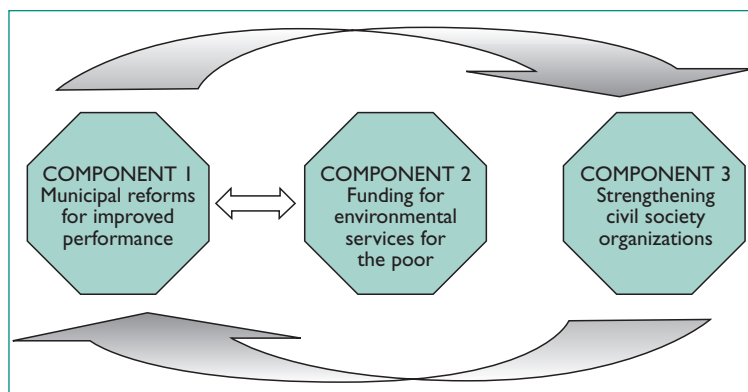 COMPONENT 1
Municipal reforms
for improved
performance
COMPONENT 2
Funding for
environmental
services for
the poor
COMPONENT 3
Strengthening
civil society
organizations